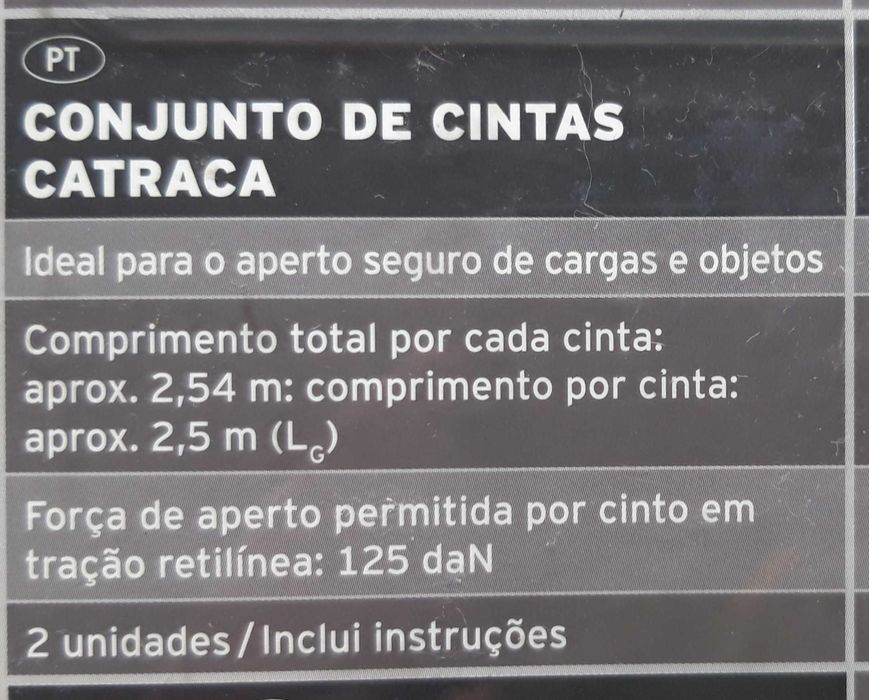 PT
CONJUNTO DE CINTAS
CATRACA
Ideal para o aperto seguro de cargas e objetos
Comprimento total por cada cinta:
aprox. 2,54 m: comprimento por cinta:
aprox. 2,5 m (LG)
Força de aperto permitida por cinto em
tração retilínea: 125 daN
2 unidades / Inclui instruções